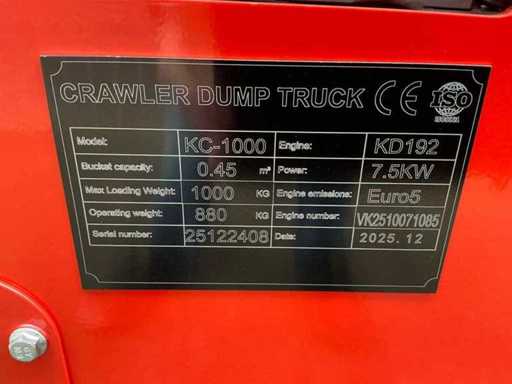 CRAWLER DUMP TRUCK CE ISO
Model: KC-1000 Engine: KD192
Bucket capacity: 0.45 m³ Power: 7.5KW
Max Loading Weight: 1000 KG Engine emissions: Euro5
Operating weight: 880 KG Engine number: VK2510071085
Serial number: 25122408 Date: 2025.12